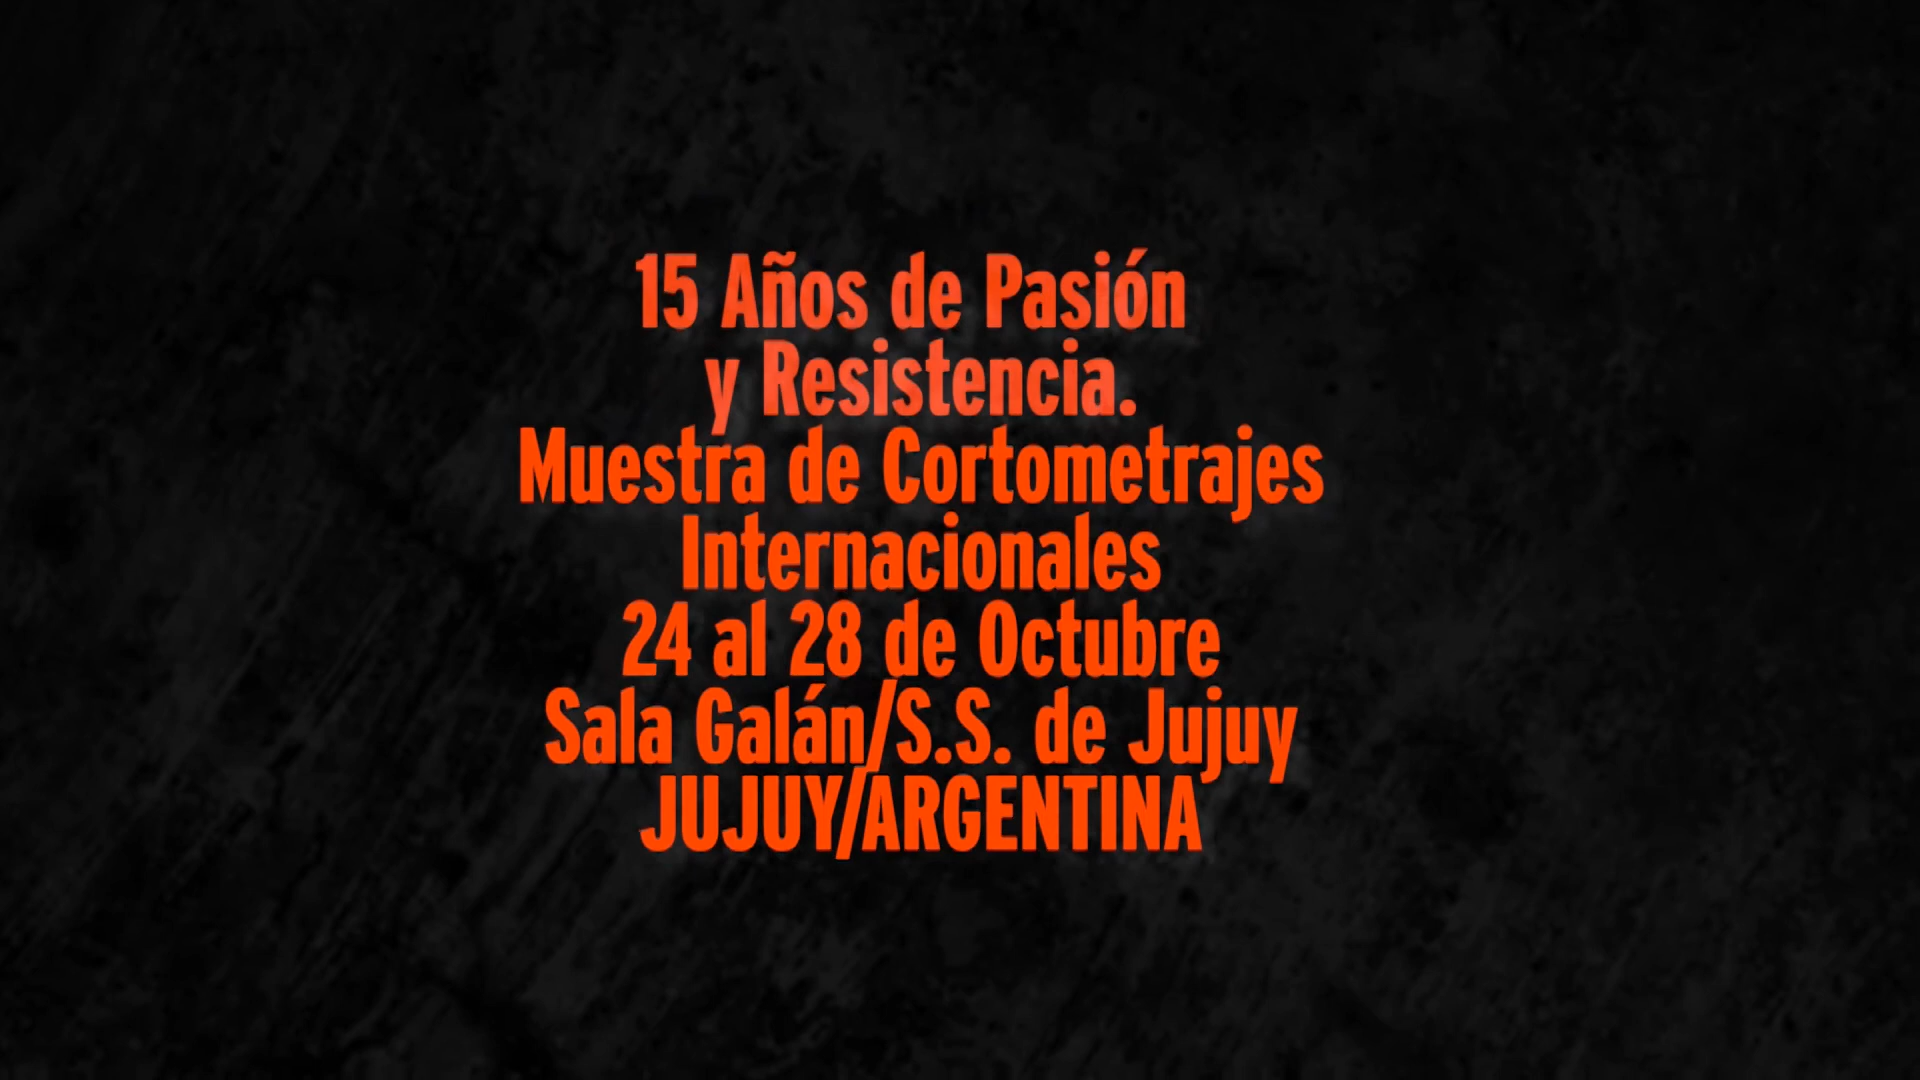 15 Años de Pasión
y Resistencia.
Muestra de Cortometrajes
Internacionales
24 al 28 de Octubre
Sala Galán/S.S. de Jujuy
JUJUY/ARGENTINA